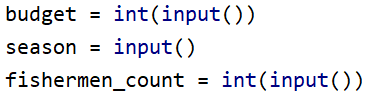 budget = int(input())
season = input()
fishermen_count = int(input())